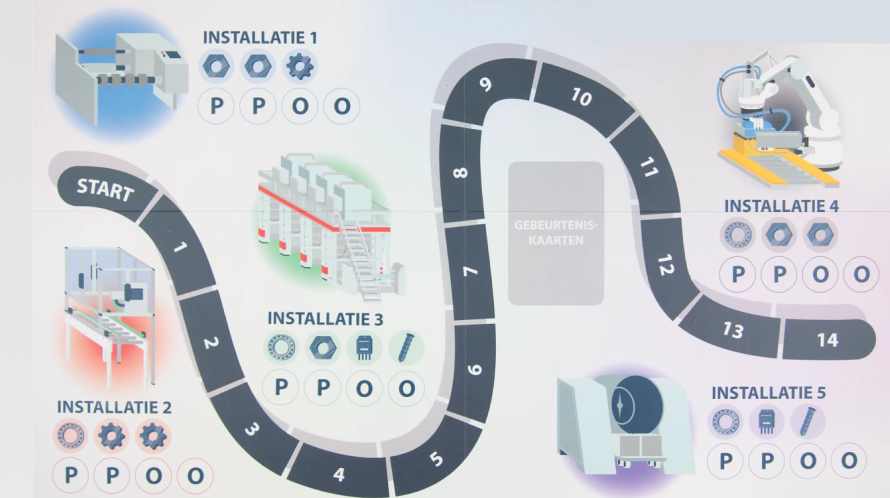 INSTALLATIE 1
P P O O
START
1
2
3
4
5
6
7
8
9
10
11
12
13
14
INSTALLATIE 2
P P O O
INSTALLATIE 3
P P O O
GEBEURTENIS-
KAARTEN
INSTALLATIE 4
P P O O
INSTALLATIE 5
P P O O